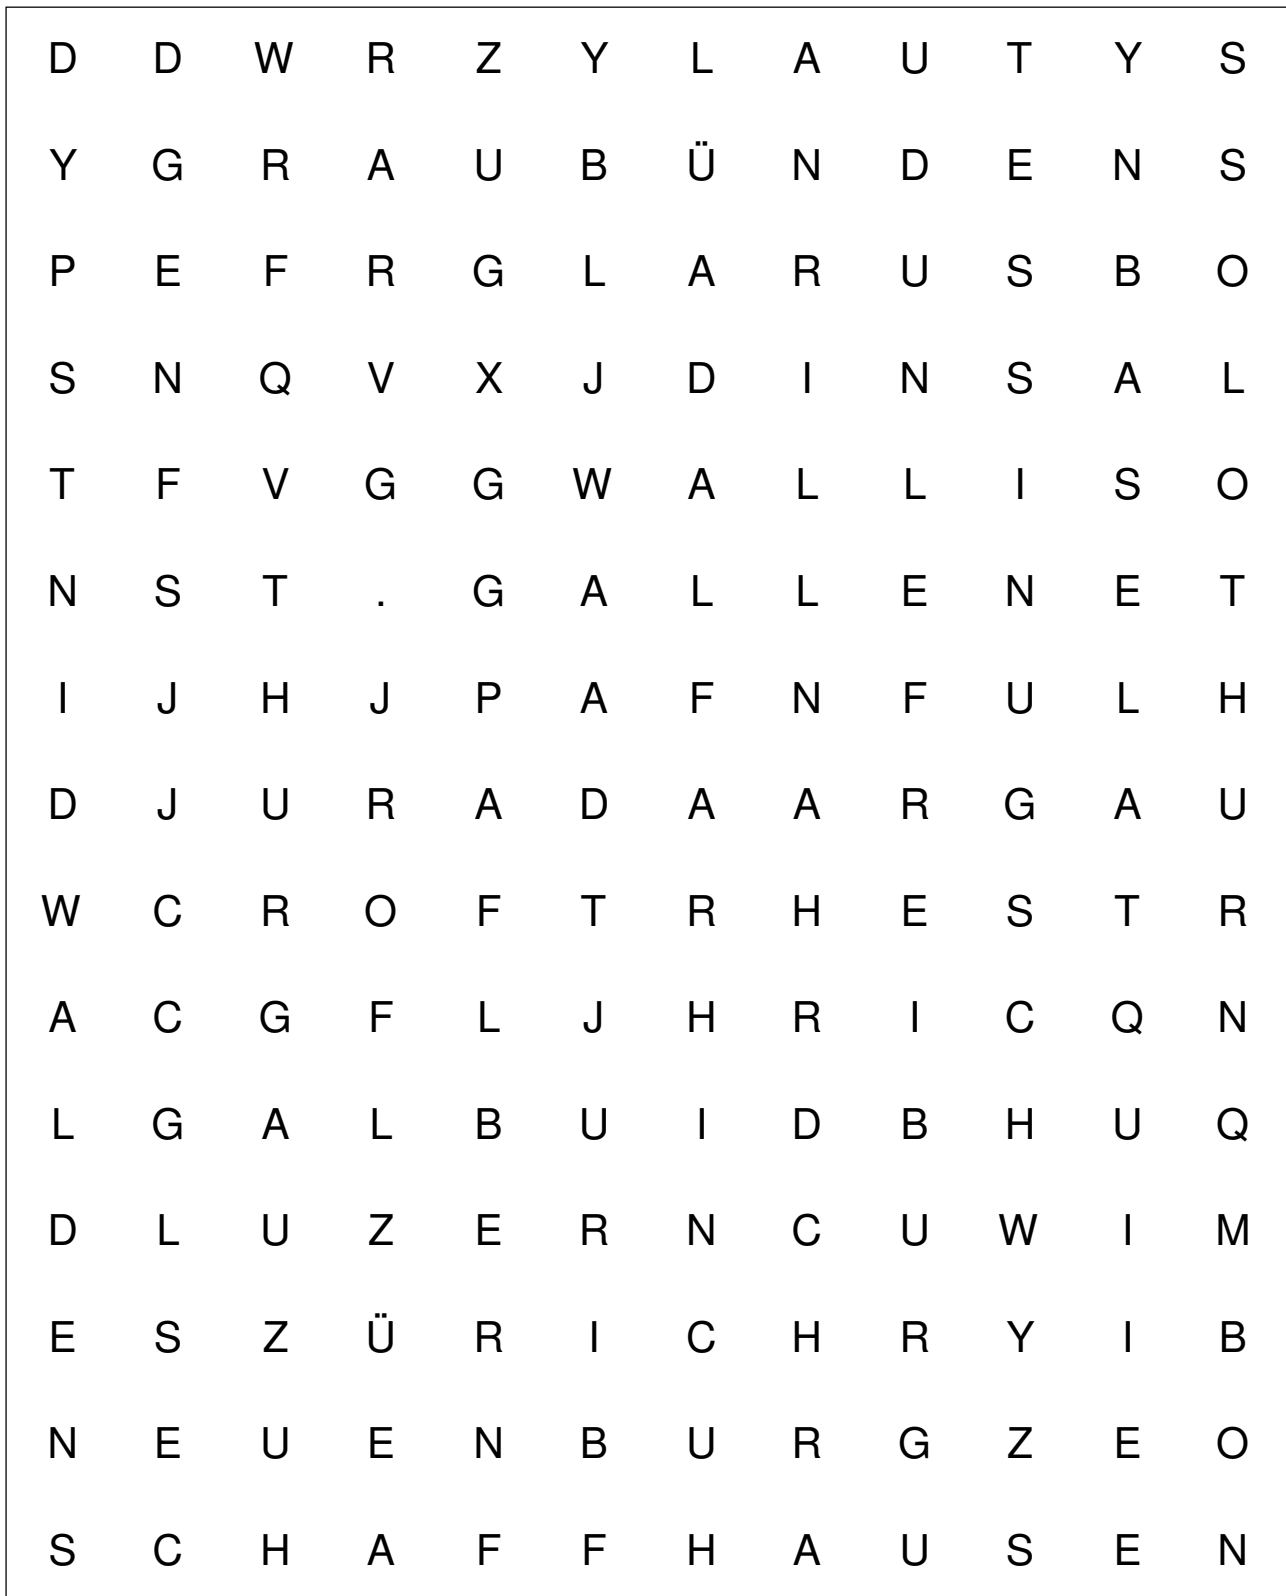 D D W R Z Y L A U T Y S
Y G R A U B Ü N D E N S
P E F R G L A R U S B O
S N Q V X J D I N S A L
T F V G G W A L L I S O
N S T . G A L L E N E T
I J H J P A F N F U L H
D J U R A D A A R G A U
W C R O F T R H E S T R
A C G F L J H R I C Q N
L G A L B U I D B H U Q
D L U Z E R N C U W I M
E S Z Ü R I C H R Y I B
N E U E N B U R G Z E O
S C H A F F H A U S E N